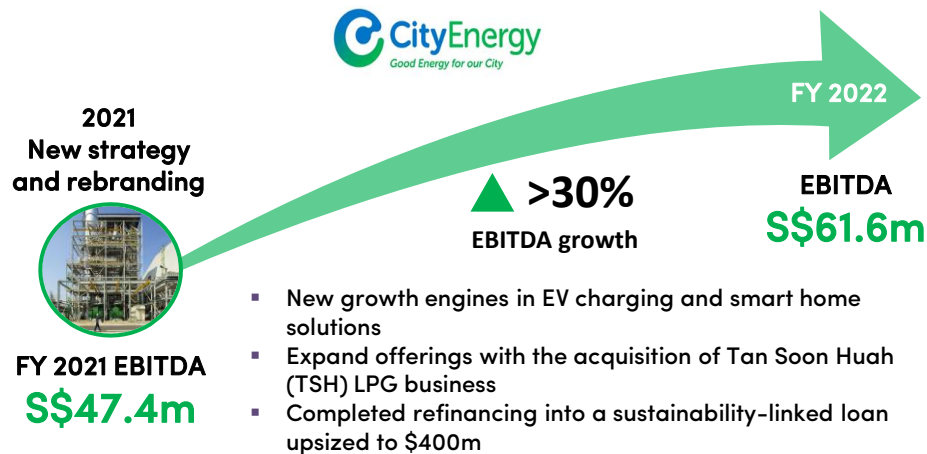 CityEnergy
Good Energy for our City
FY 2022
2021
New strategy
and rebranding
>30%
EBITDA growth
EBITDA
S$61.6m
FY 2021 EBITDA
S$47.4m
▪ New growth engines in EV charging and smart home
solutions
▪ Expand offerings with the acquisition of Tan Soon Huah
(TSH) LPG business
▪ Completed refinancing into a sustainability-linked loan
upsized to $400m